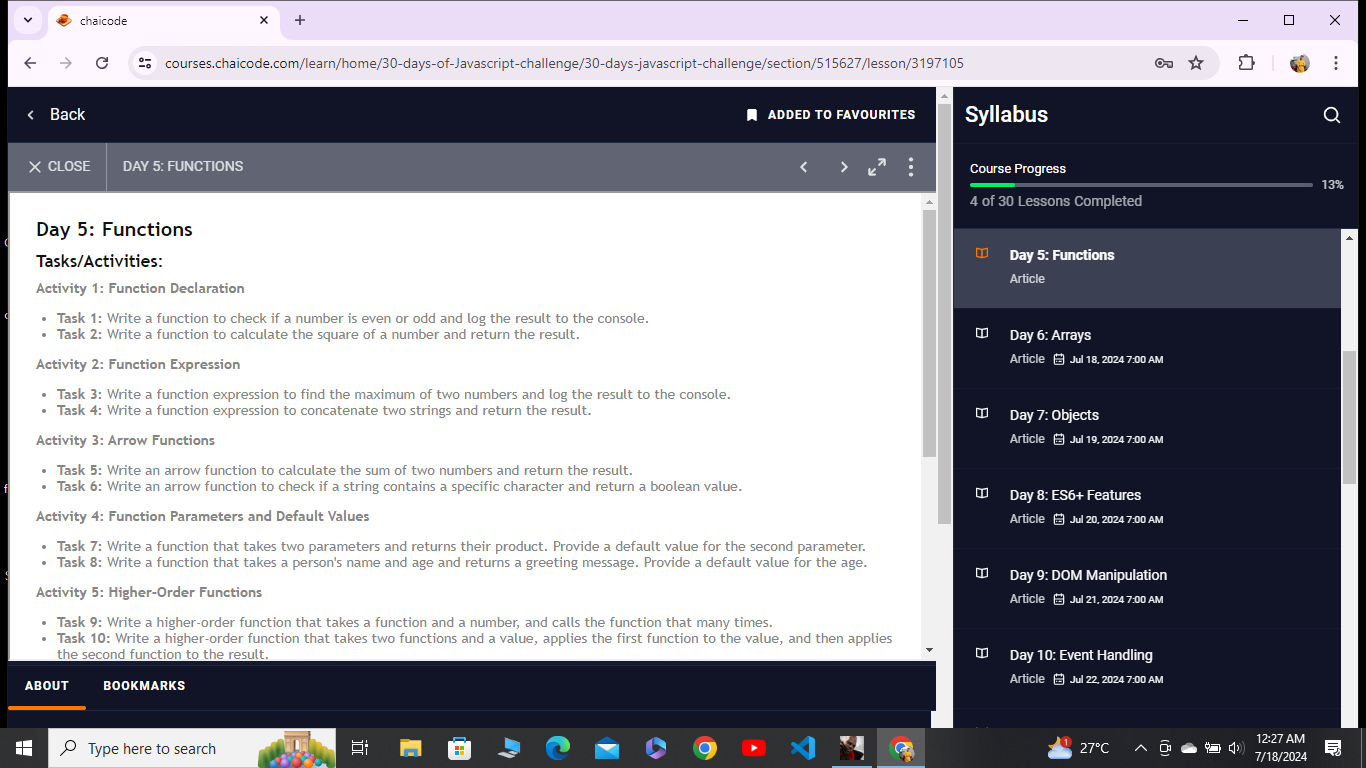 chaicode
courses.chaicode.com/learn/home/30-days-of-Javascript-challenge/30-days-javascript-challenge/section/515627/lesson/3197105
Back
ADDED TO FAVOURITES
CLOSE
DAY 5: FUNCTIONS
Day 5: Functions
Tasks/Activities:
Activity 1: Function Declaration
• Task 1: Write a function to check if a number is even or odd and log the result to the console.
• Task 2: Write a function to calculate the square of a number and return the result.
Activity 2: Function Expression
• Task 3: Write a function expression to find the maximum of two numbers and log the result to the console.
• Task 4: Write a function expression to concatenate two strings and return the result.
Activity 3: Arrow Functions
• Task 5: Write an arrow function to calculate the sum of two numbers and return the result.
• Task 6: Write an arrow function to check if a string contains a specific character and return a boolean value.
Activity 4: Function Parameters and Default Values
• Task 7: Write a function that takes two parameters and returns their product. Provide a default value for the second parameter.
• Task 8: Write a function that takes a person's name and age and returns a greeting message. Provide a default value for the age.
Activity 5: Higher-Order Functions
• Task 9: Write a higher-order function that takes a function and a number, and calls the function that many times.
• Task 10: Write a higher-order function that takes two functions and a value, applies the first function to the value, and then applies
the second function to the result.
ABOUT
BOOKMARKS
Syllabus
Course Progress
13%
4 of 30 Lessons Completed
Day 5: Functions
Article
Day 6: Arrays
Article Jul 18, 2024 7:00 AM
Day 7: Objects
Article Jul 19, 2024 7:00 AM
Day 8: ES6+ Features
Article Jul 20, 2024 7:00 AM
Day 9: DOM Manipulation
Article Jul 21, 2024 7:00 AM
Day 10: Event Handling
Article Jul 22, 2024 7:00 AM
Type here to search
1
27°C
12:27 AM
7/18/2024